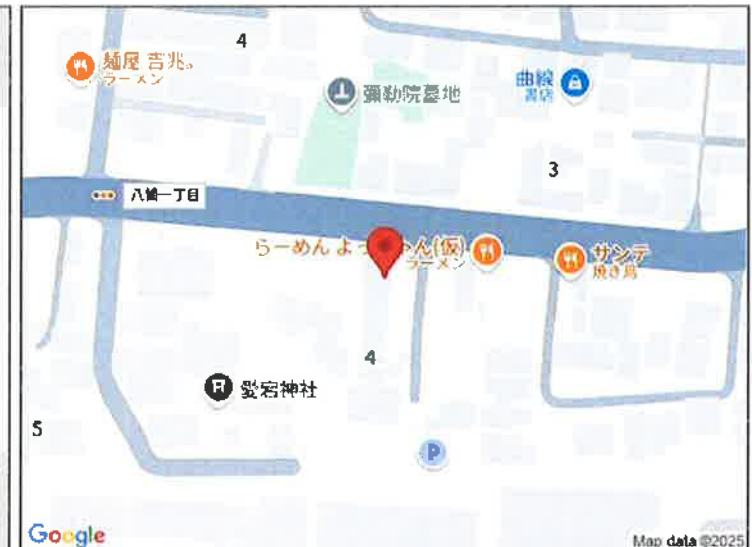 4
麺屋 吉兆。
ラーメン
彌勒院墓地
曲線
書店
3
八幡一丁目
らーめん よっ
ゃん(仮)
ラーメン
サンテ
焼き鳥
4
愛宕神社
5
P
Google
Map data ©2025